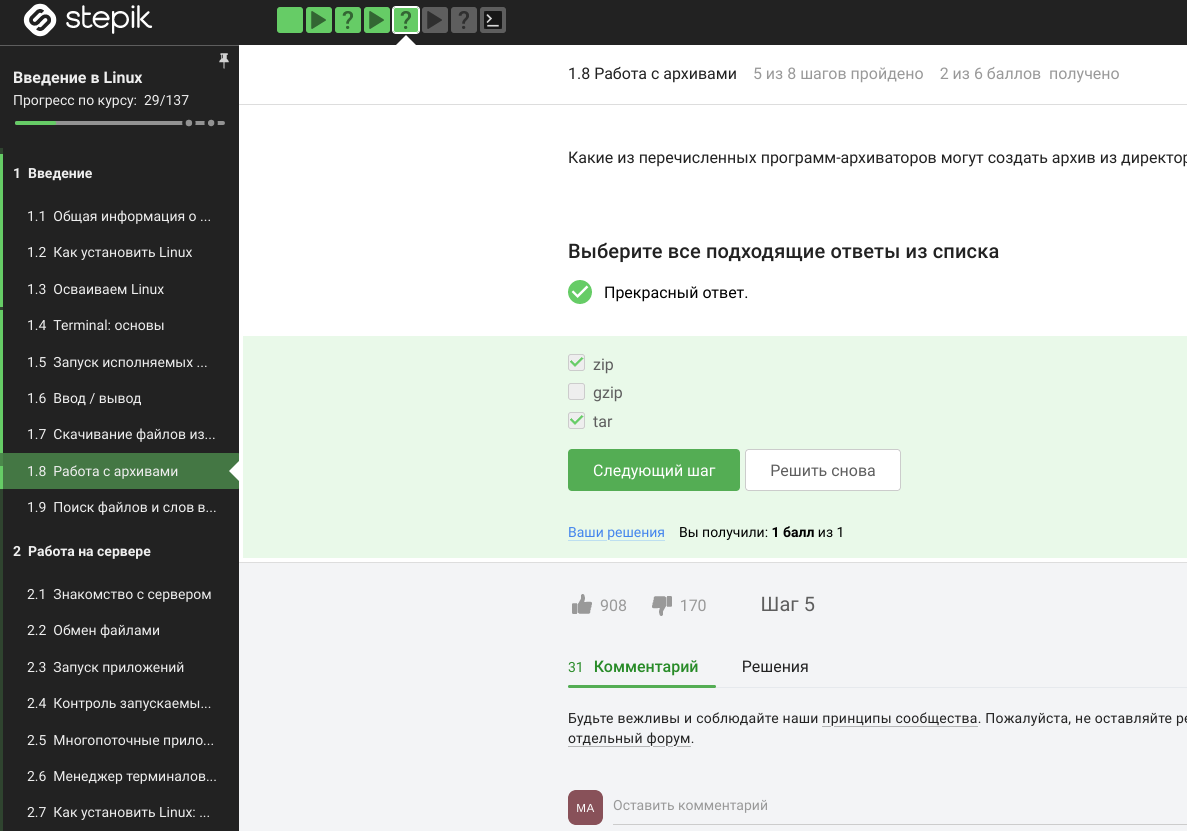 stepik
? ? ?
Введение в Linux
Прогресс по курсу: 29/137
1 Введение
1.1 Общая информация о ...
1.2 Как установить Linux
1.3 Осваиваем Linux
1.4 Terminal: основы
1.5 Запуск исполняемых ...
1.6 Ввод / вывод
1.7 Скачивание файлов из...
1.8 Работа с архивами
1.9 Поиск файлов и слов в...
2 Работа на сервере
2.1 Знакомство с сервером
2.2 Обмен файлами
2.3 Запуск приложений
2.4 Контроль запускаемы...
2.5 Многопоточные прило...
2.6 Менеджер терминалов...
2.7 Как установить Linux: ...
1.8 Работа с архивами 5 из 8 шагов пройдено 2 из 6 баллов получено
Какие из перечисленных программ-архиваторов могут создать архив из директор
Выберите все подходящие ответы из списка
Прекрасный ответ.
zip
gzip
tar
Следующий шаг Решить снова
Ваши решения Вы получили: 1 балл из 1
908 170 Шаг 5
31 Комментарий Решения
Будьте вежливы и соблюдайте наши принципы сообщества. Пожалуйста, не оставляйте ре
отдельный форум.
MA Оставить комментарий